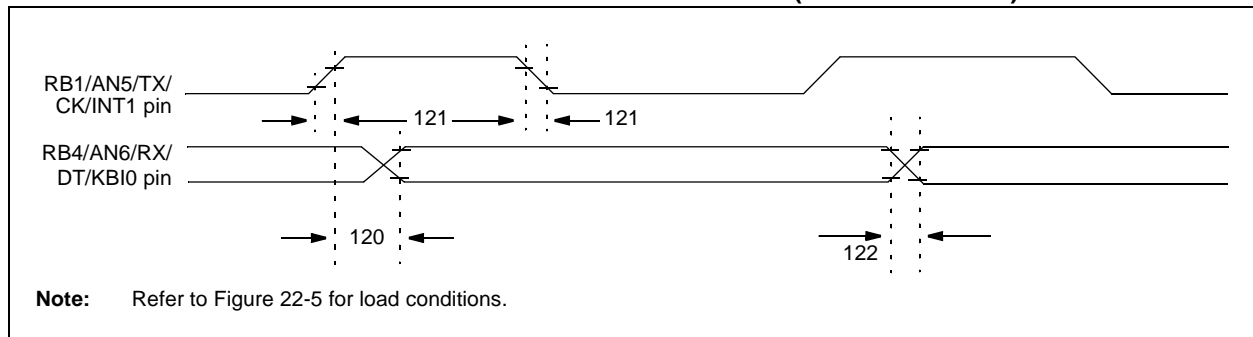 RB1/AN5/TX/
CK/INT1 pin
121
121
RB4/AN6/RX/
DT/KBI0 pin
120
122
Note: Refer to Figure 22-5 for load conditions.